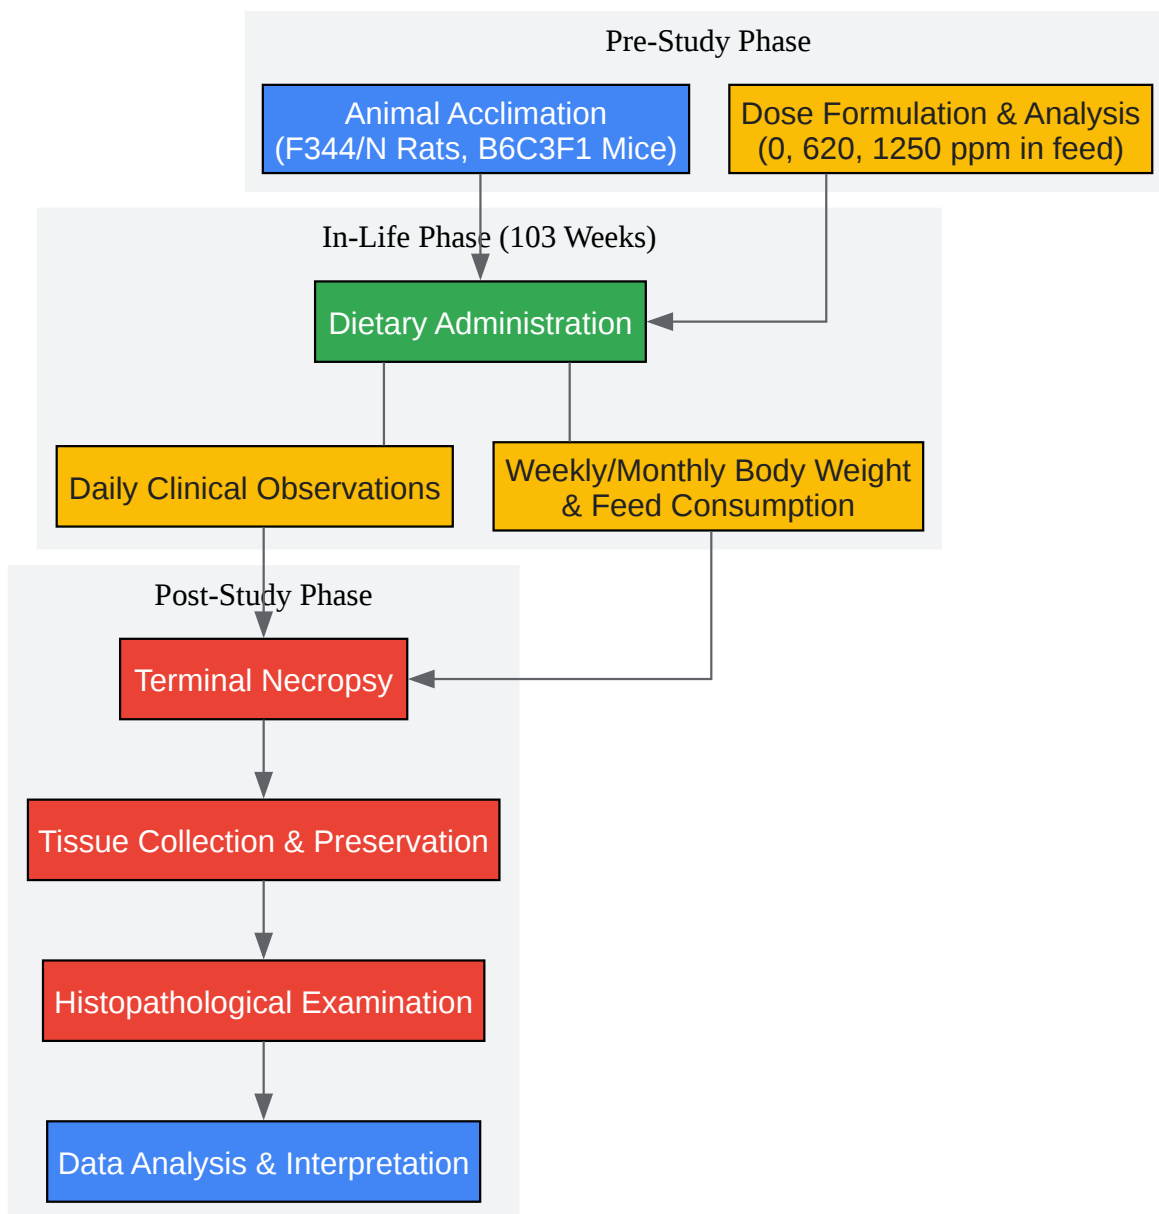 Pre-Study Phase
Animal Acclimation
(F344/N Rats, B6C3F1 Mice)
Dose Formulation & Analysis
(0, 620, 1250 ppm in feed)
In-Life Phase (103 Weeks)
Dietary Administration
Daily Clinical Observations
Weekly/Monthly Body Weight
& Feed Consumption
Post-Study Phase
Terminal Necropsy
Tissue Collection & Preservation
Histopathological Examination
Data Analysis & Interpretation